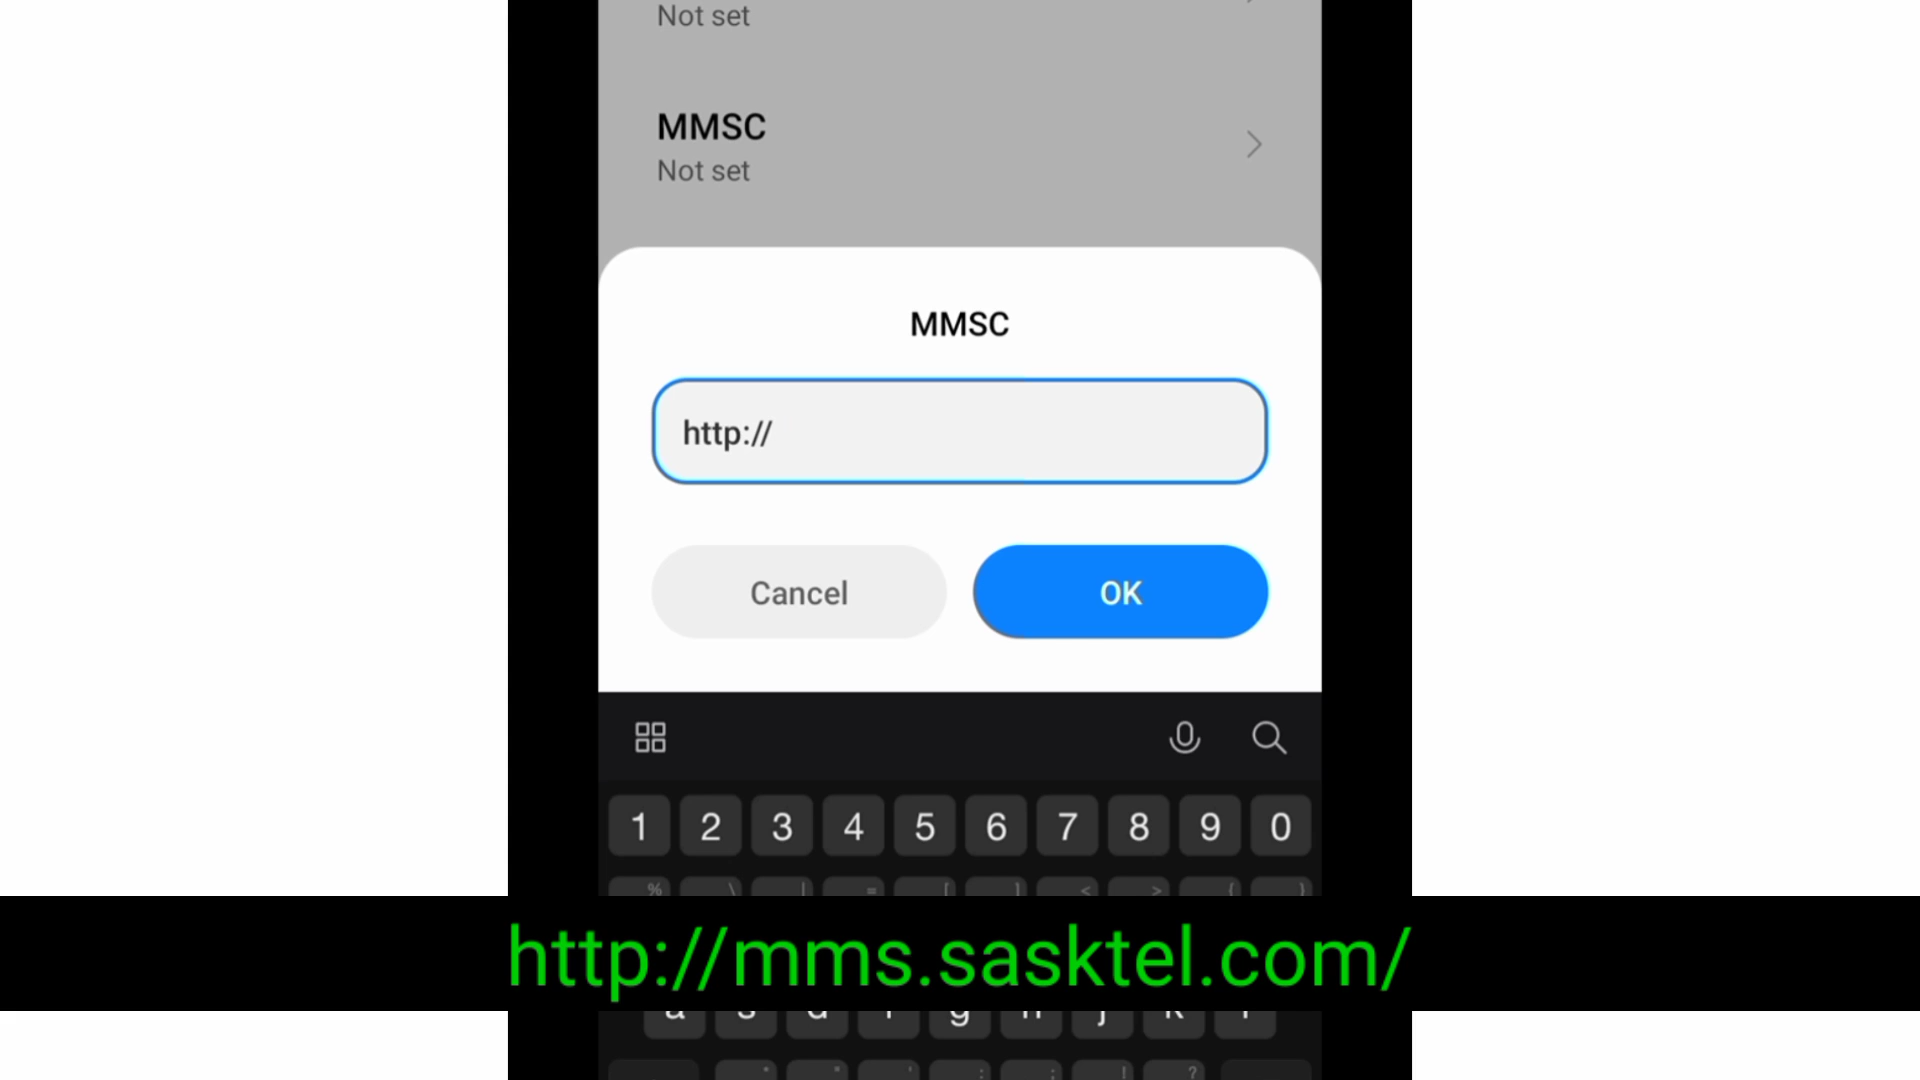 Not set
MMSC
Not set
MMSC
http://
Cancel
OK
1 2 3 4 5 6 7 8 9 0
% \ | = [ ] < > { }
http://mms.sasktel.com/
a s d f g h j k l
* " ' : ; ! ?